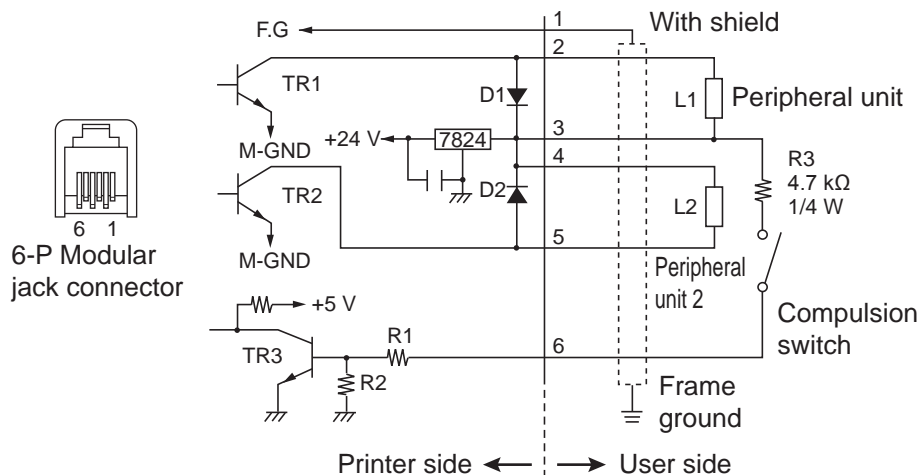 F.G
1
With shield
2
TR1
D1
L1
Peripheral unit
M-GND
+24 V
7824
3
4
R3
4.7 kΩ
1/4 W
TR2
D2
L2
6 1
6-P Modular
jack connector
M-GND
5
Peripheral
unit 2
+5 V
Compulsion
switch
TR3
R1
6
R2
Frame
ground
Printer side
User side